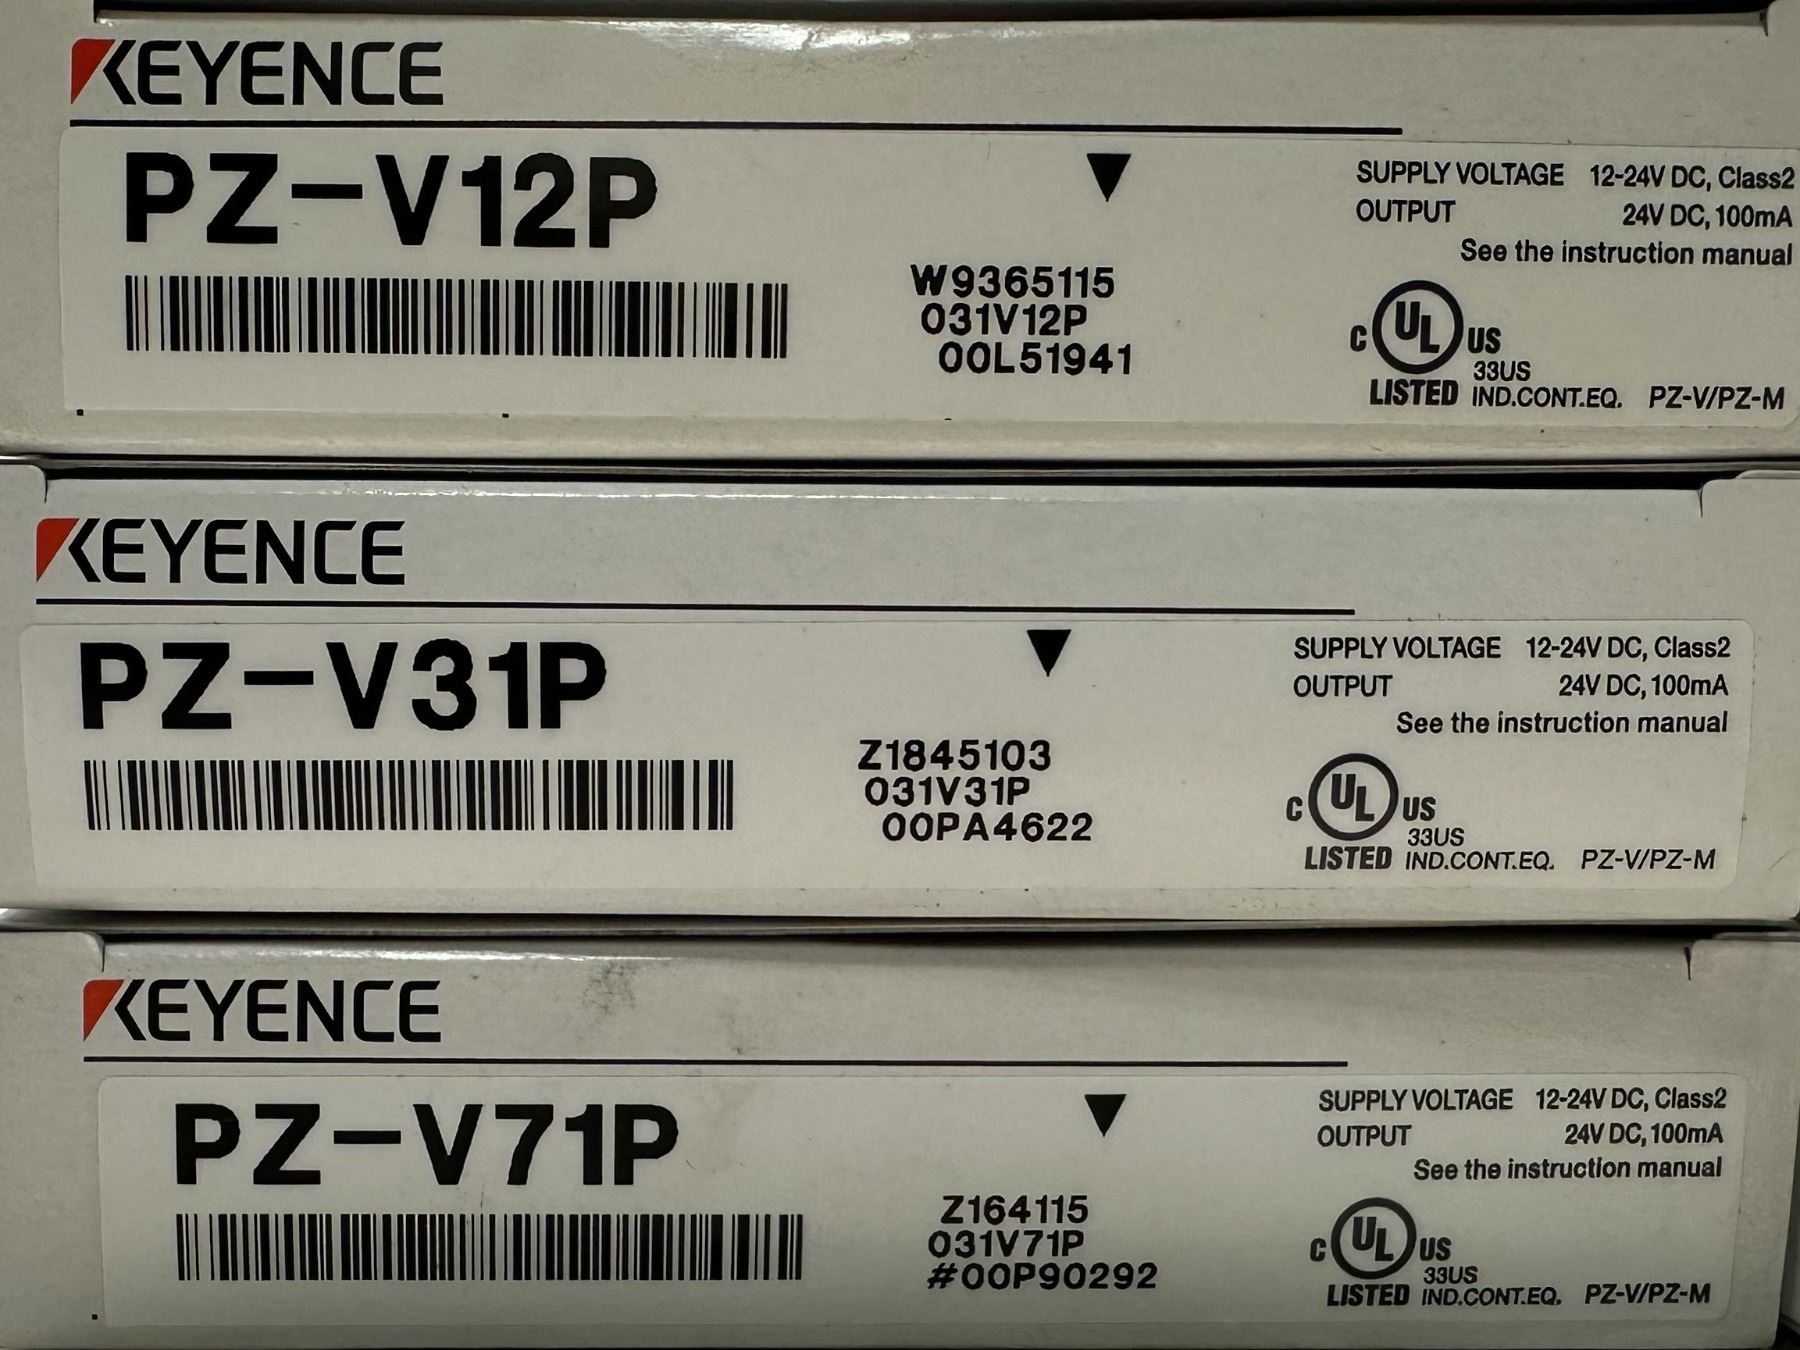 KEYENCE
PZ-V12P
SUPPLY VOLTAGE 12-24V DC, Class2
OUTPUT 24V DC, 100mA
See the instruction manual
W9365115
031V12P
00L51941
C UL US
33US
LISTED IND.CONT.EQ. PZ-V/PZ-M
KEYENCE
PZ-V31P
SUPPLY VOLTAGE 12-24V DC, Class2
OUTPUT 24V DC, 100mA
See the instruction manual
Z1845103
031V31P
00PA4622
C UL US
33US
LISTED IND.CONT.EQ. PZ-V/PZ-M
KEYENCE
PZ-V71P
SUPPLY VOLTAGE 12-24V DC, Class2
OUTPUT 24V DC, 100mA
See the instruction manual
Z164115
031V71P
#00P90292
C UL US
33US
LISTED IND.CONT.EQ. PZ-V/PZ-M